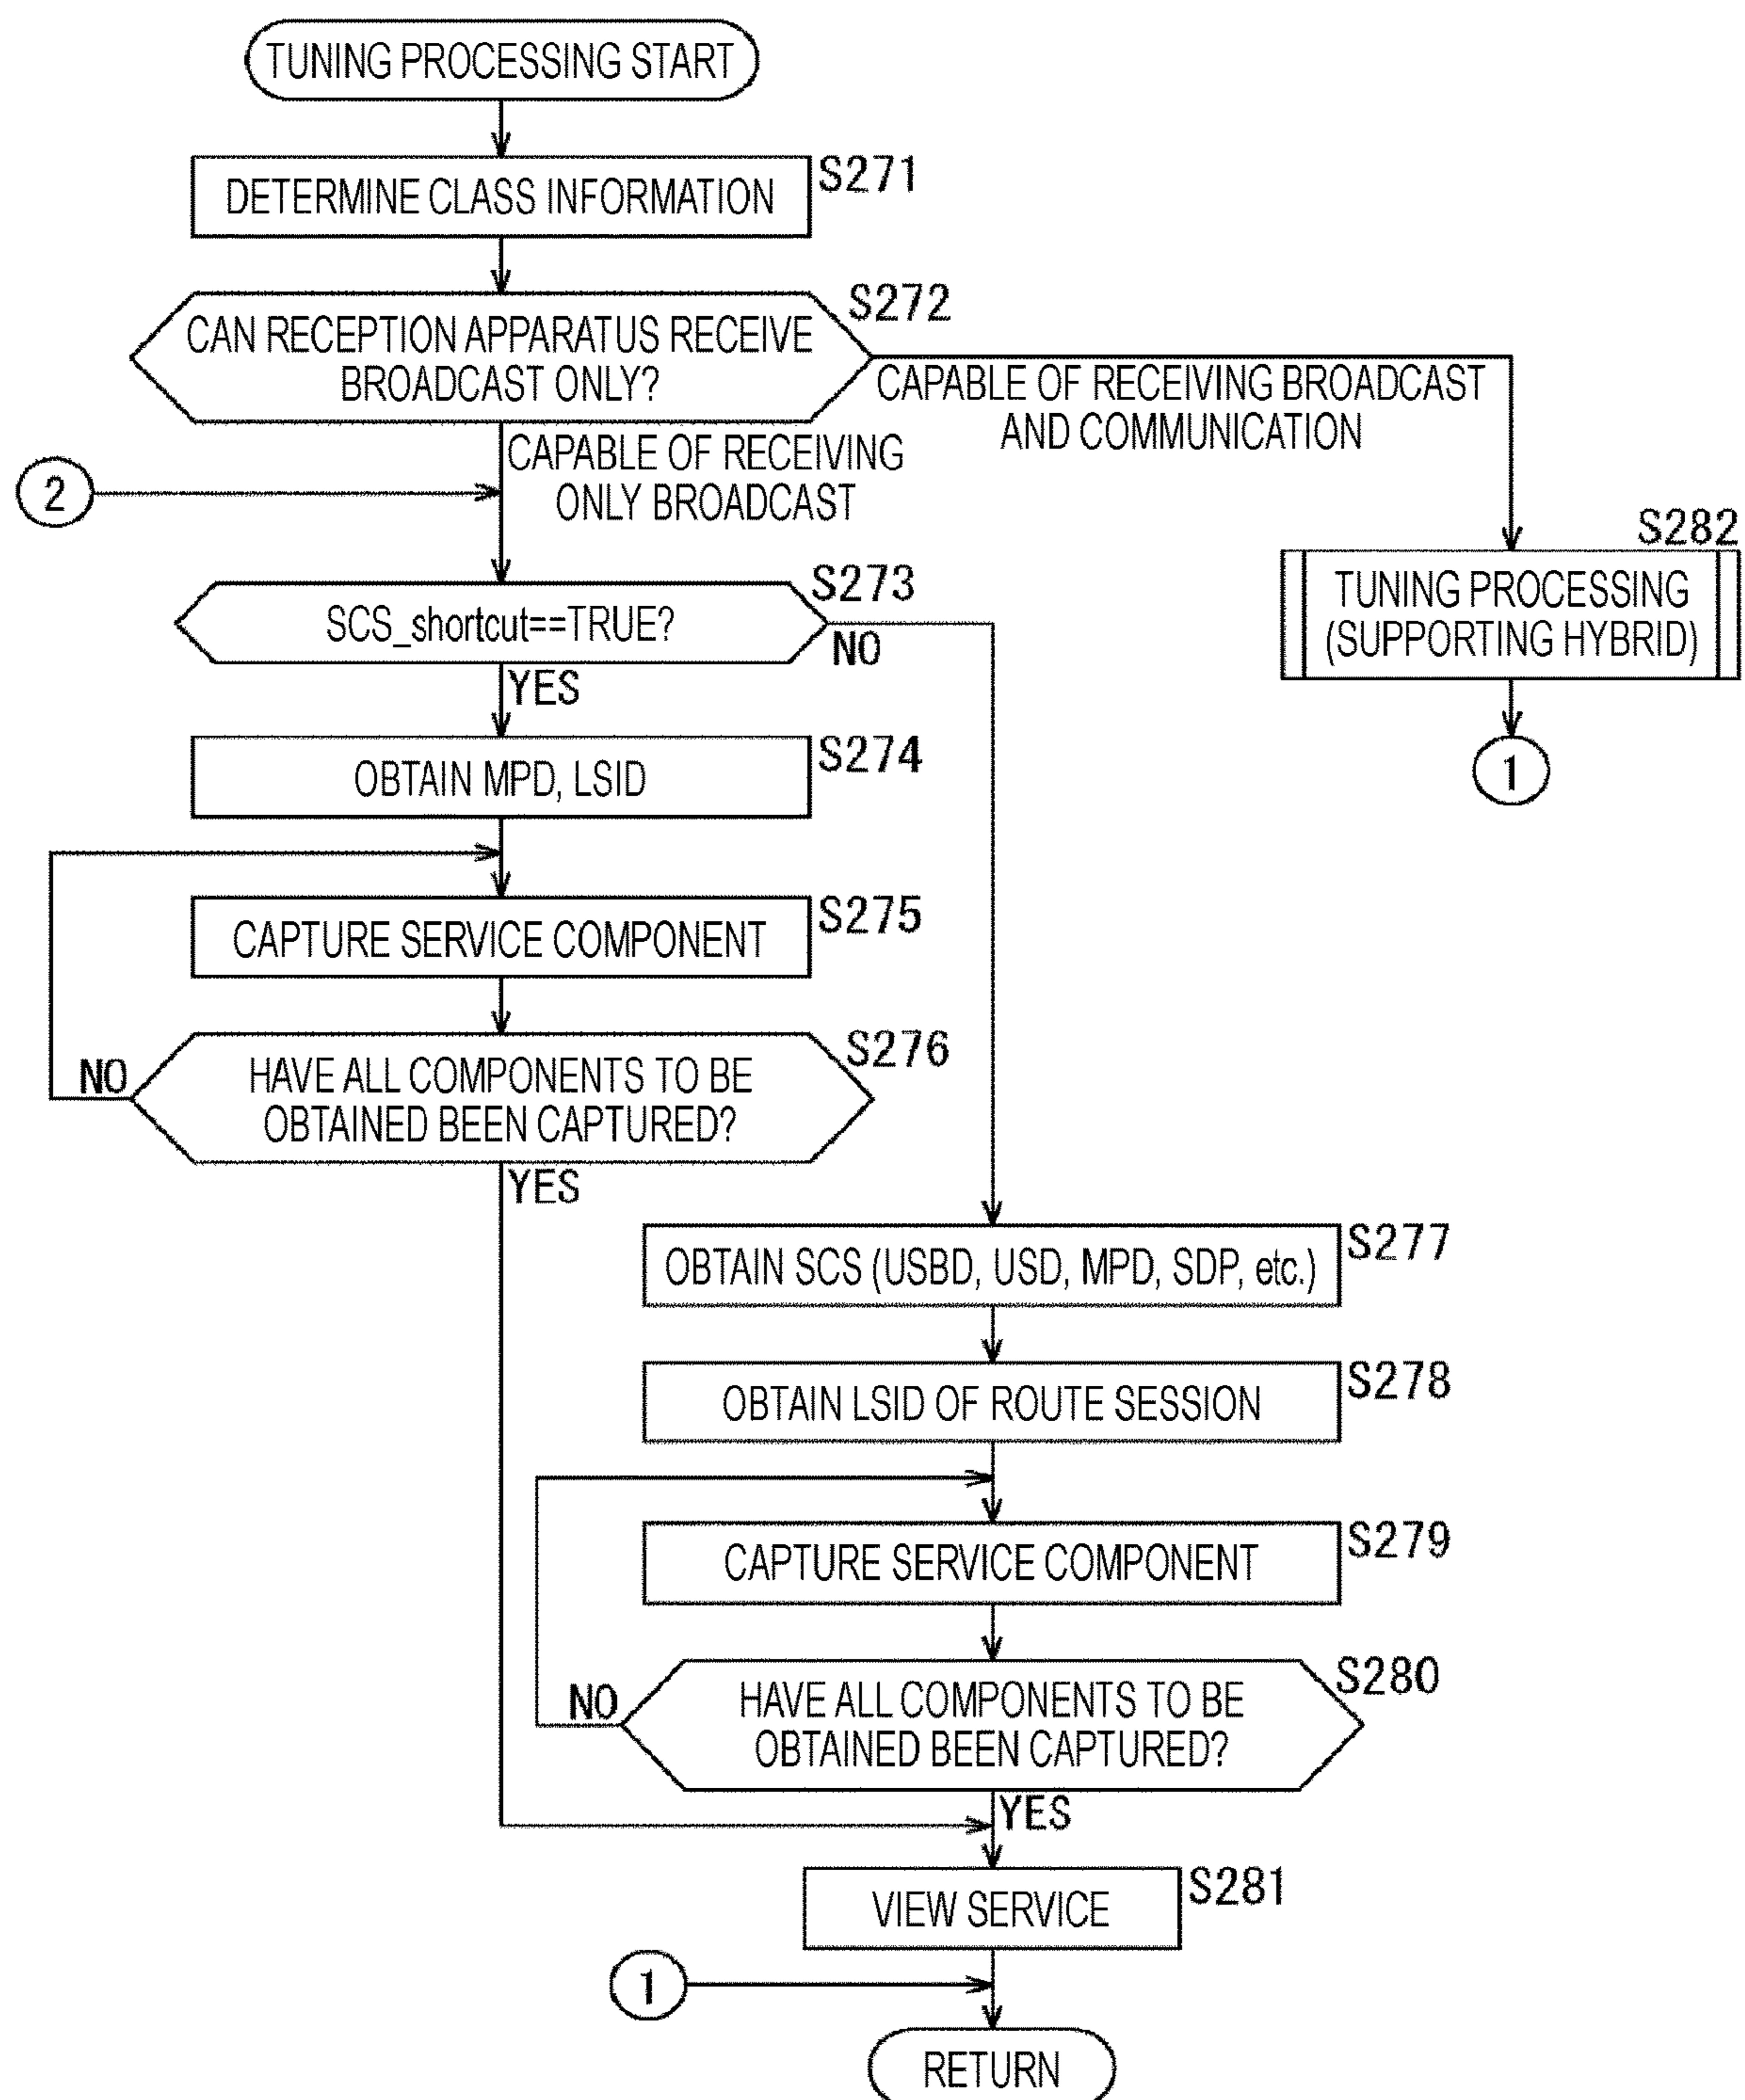 TUNING PROCESSING START
DETERMINE CLASS INFORMATION
S271
CAN RECEPTION APPARATUS RECEIVE
BROADCAST ONLY?
S272
CAPABLE OF RECEIVING BROADCAST
AND COMMUNICATION
CAPABLE OF RECEIVING
ONLY BROADCAST
2
S282
TUNING PROCESSING
(SUPPORTING HYBRID)
1
SCS_shortcut==TRUE?
S273
NO
YES
OBTAIN MPD, LSID
S274
CAPTURE SERVICE COMPONENT
S275
HAVE ALL COMPONENTS TO BE
OBTAINED BEEN CAPTURED?
S276
NO
YES
OBTAIN SCS (USBD, USD, MPD, SDP, etc.)
S277
OBTAIN LSID OF ROUTE SESSION
S278
CAPTURE SERVICE COMPONENT
S279
HAVE ALL COMPONENTS TO BE
OBTAINED BEEN CAPTURED?
S280
NO
YES
VIEW SERVICE
S281
1
RETURN